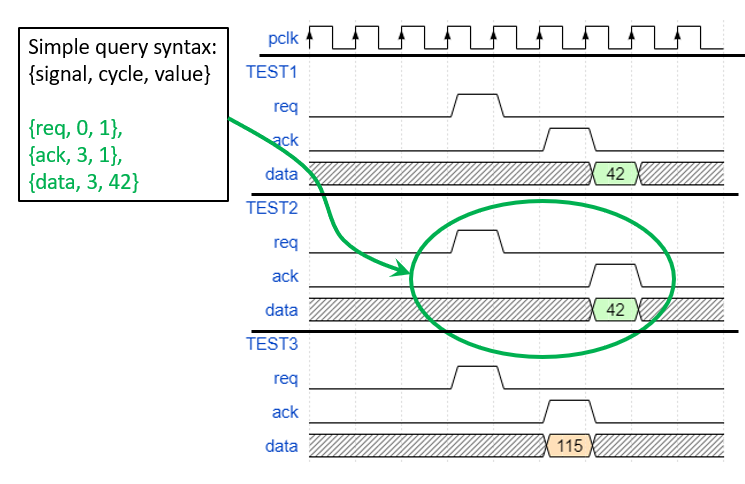 Simple query syntax:
{signal, cycle, value}
{req, 0, 1},
{ack, 3, 1},
{data, 3, 42}
pclk
TEST1
req
ack
data 42
TEST2
req
ack
data 42
TEST3
req
ack
data 115